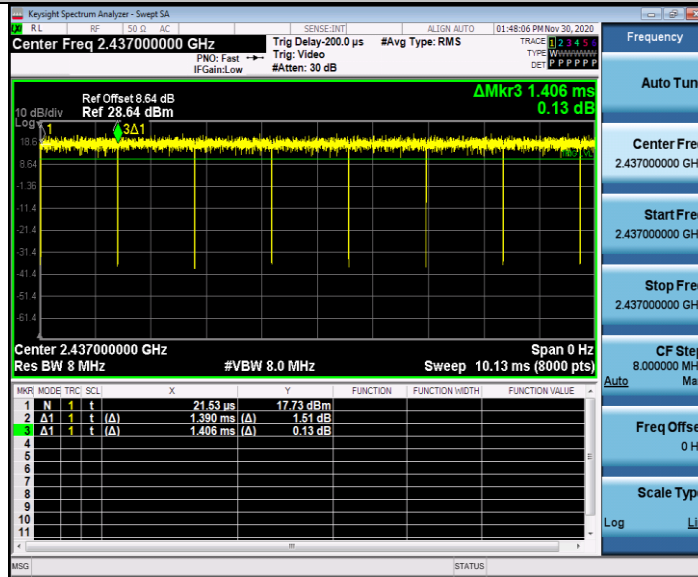 Keysight Spectrum Analyzer - Swept SA
RL RF 50 Ω AC SENSE:INT ALIGN AUTO 01:48:06 PM Nov 30, 2020
Center Freq 2.437000000 GHz
PNO: Fast
IFGain:Low
Trig Delay-200.0 µs
Trig: Video
#Atten: 30 dB
#Avg Type: RMS
TRACE 1 2 3 4 5 6
TYPE WWWWWW
DET P P P P P P
ΔMkr3 1.406 ms
0.13 dB
Ref Offset 8.64 dB
10 dB/div Ref 28.64 dBm
Log
1
3Δ1
18.6
8.64
-1.36
-11.4
-21.4
-31.4
-41.4
-51.4
-61.4
Center 2.437000000 GHz Span 0 Hz
Res BW 8 MHz #VBW 8.0 MHz Sweep 10.13 ms (8000 pts)
MKR MODE TRC SCL X Y FUNCTION FUNCTION WIDTH FUNCTION VALUE
1 N 1 t 21.53 µs 17.73 dBm
2 Δ1 1 t (Δ) 1.390 ms (Δ) 1.51 dB
3 Δ1 1 t (Δ) 1.406 ms (Δ) 0.13 dB
4
5
6
7
8
9
10
11
MSG STATUS
Frequency
Auto Tun
Center Fre
2.437000000 GH
Start Fre
2.437000000 GH
Stop Fre
2.437000000 GH
CF Ste
8.000000 MH
Auto Ma
Freq Offse
0 H
Scale Typ
Log Li